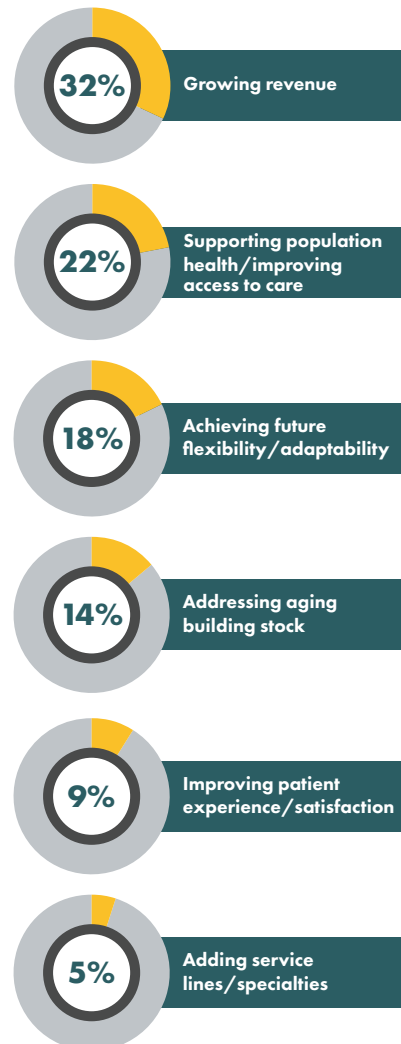 32%
Growing revenue
22%
Supporting population
health/improving
access to care
18%
Achieving future
flexibility/adaptability
14%
Addressing aging
building stock
9%
Improving patient
experience/satisfaction
5%
Adding service
lines/specialties